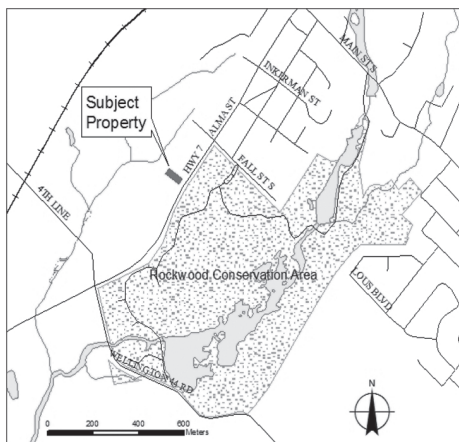 MAIN ST S
INKERMAN ST
Subject
Property
ALMA ST
HWY 7
FALL ST S
4TH LINE
Rockwood Conservation Area
LOUS BLVD
WELLINGTON 44 RD
N
0 200 400 600
Meters